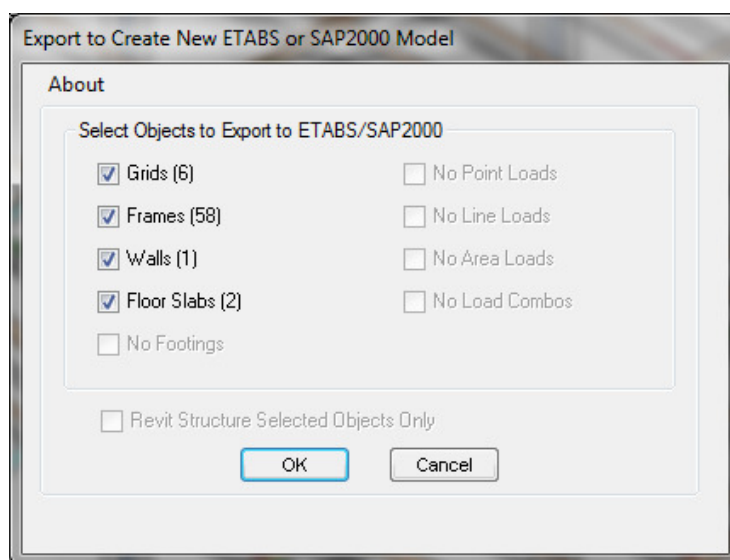 Export to Create New ETABS or SAP2000 Model
About
Select Objects to Export to ETABS/SAP2000
Grids (6)
No Point Loads
Frames (58)
No Line Loads
Walls (1)
No Area Loads
Floor Slabs (2)
No Load Combos
No Footings
Revit Structure Selected Objects Only
OK
Cancel